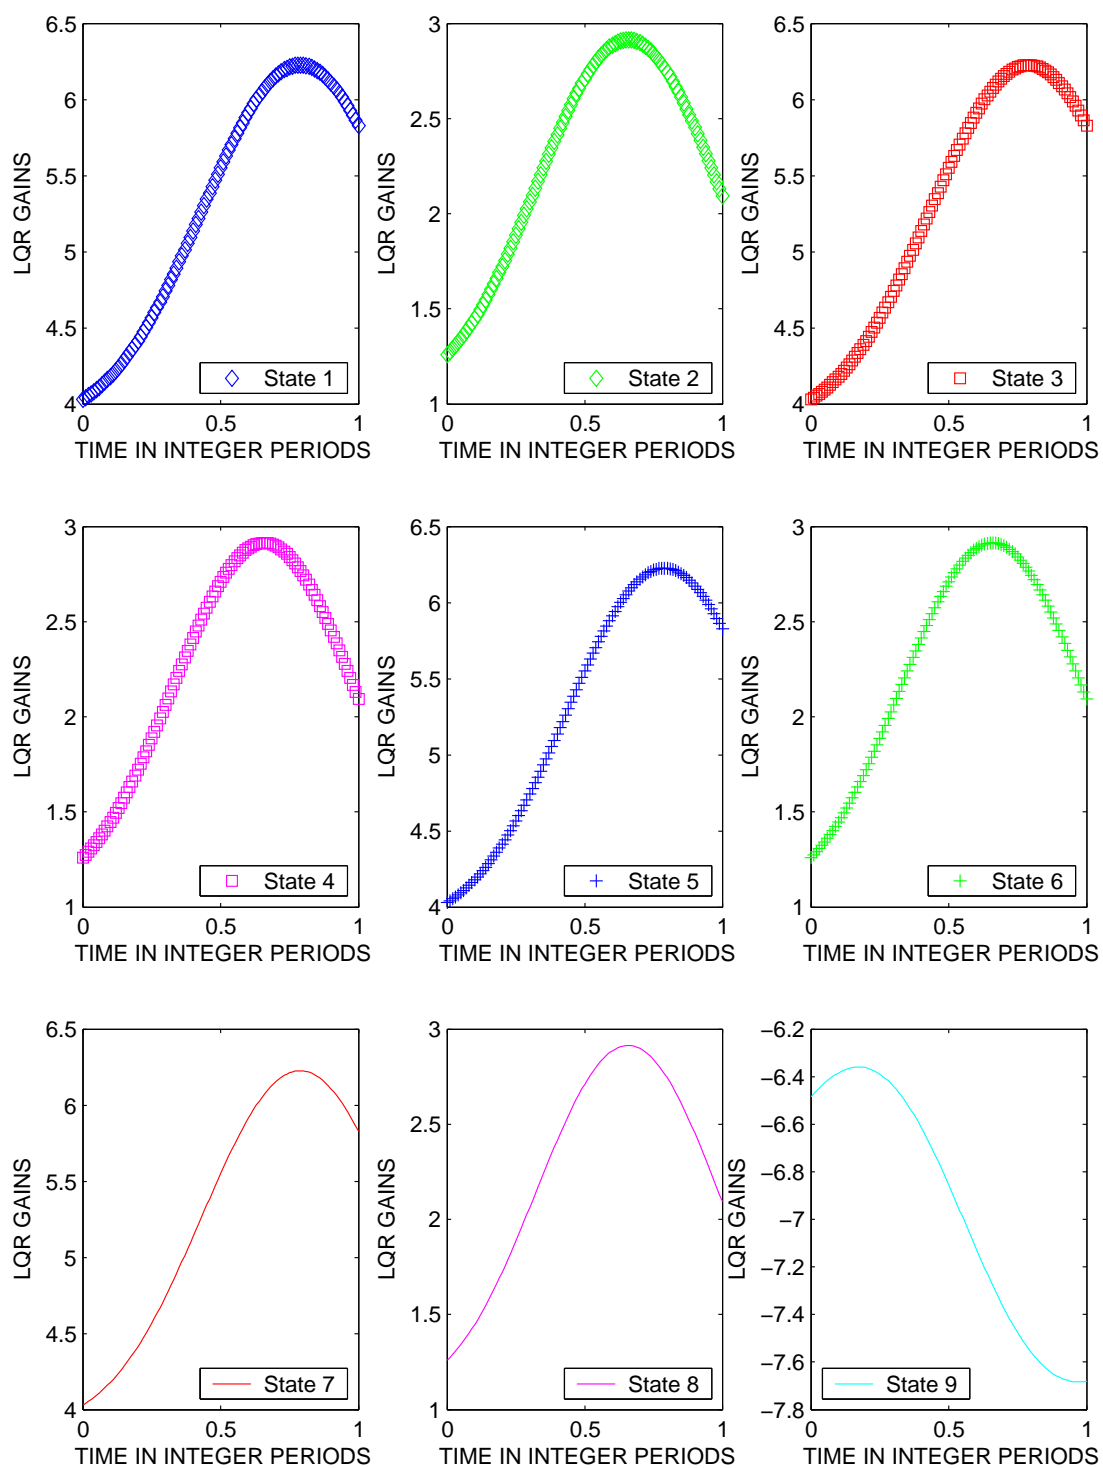 6.5
6
5.5
5
4.5
4
LQR GAINS
State 1
0 0.5 1
TIME IN INTEGER PERIODS
3
2.5
2
1.5
1
LQR GAINS
State 2
0 0.5 1
TIME IN INTEGER PERIODS
6.5
6
5.5
5
4.5
4
LQR GAINS
State 3
0 0.5 1
TIME IN INTEGER PERIODS
3
2.5
2
1.5
1
LQR GAINS
State 4
0 0.5 1
TIME IN INTEGER PERIODS
6.5
6
5.5
5
4.5
4
LQR GAINS
State 5
0 0.5 1
TIME IN INTEGER PERIODS
3
2.5
2
1.5
1
LQR GAINS
State 6
0 0.5 1
TIME IN INTEGER PERIODS
6.5
6
5.5
5
4.5
4
LQR GAINS
State 7
0 0.5 1
TIME IN INTEGER PERIODS
3
2.5
2
1.5
1
LQR GAINS
State 8
0 0.5 1
TIME IN INTEGER PERIODS
−6.2
−6.4
−6.6
−6.8
−7
−7.2
−7.4
−7.6
−7.8
LQR GAINS
State 9
0 0.5 1
TIME IN INTEGER PERIODS